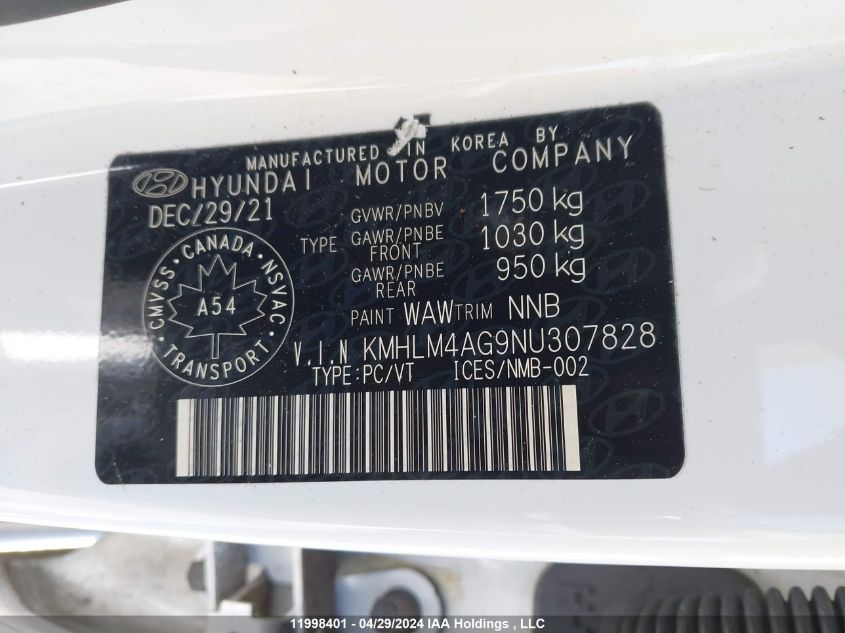 MANUFACTURED IN KOREA BY
HYUNDAI MOTOR COMPANY
DEC/29/21
GVWR/PNBV 1750 kg
TYPE GAWR/PNBE FRONT 1030 kg
GAWR/PNBE REAR 950 kg
CMVSS · CANADA · NSVAC
A54
TRANSPORT
PAINT WAW TRIM NNB
V.I.N KMHLM4AG9NU307828
TYPE:PC/VT ICES/NMB-002
11998401 - 04/29/2024 IAA Holdings , LLC